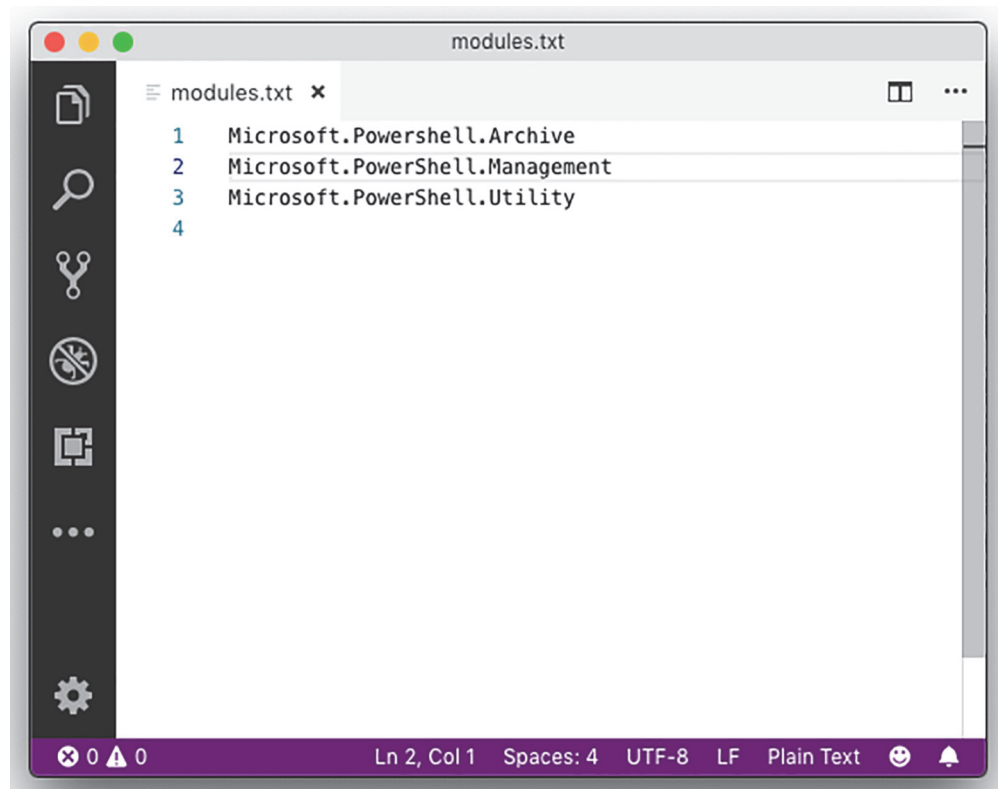 modules.txt
modules.txt
1 Microsoft.Powershell.Archive
2 Microsoft.PowerShell.Management
3 Microsoft.PowerShell.Utility
4
0 0 Ln 2, Col 1 Spaces: 4 UTF-8 LF Plain Text